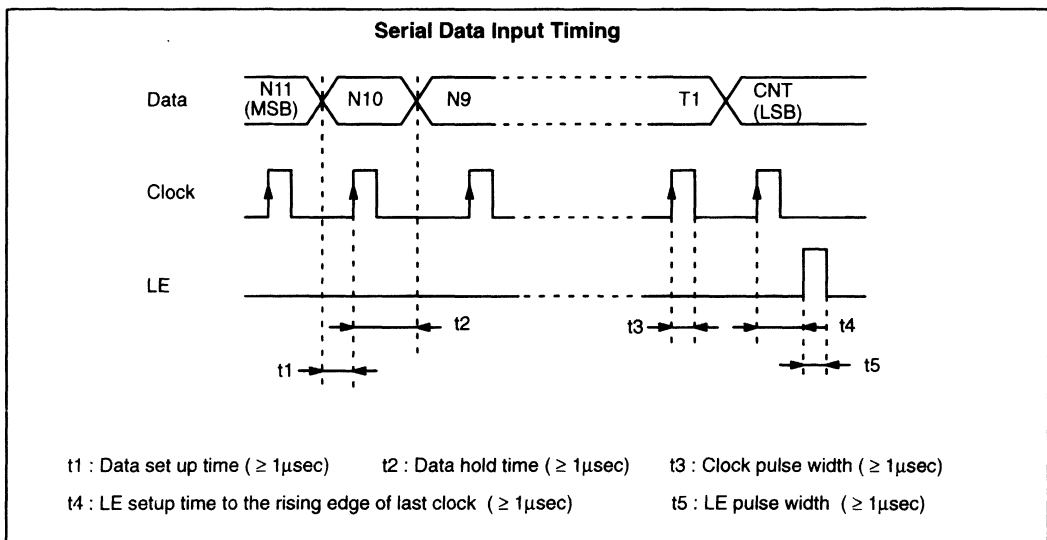 Serial Data Input Timing
Data
N11
(MSB)
N10
N9
T1
CNT
(LSB)
Clock
LE
t2
t3
t4
t1
t5
t1 : Data set up time ( ≥ 1µsec) t2 : Data hold time ( ≥ 1µsec) t3 : Clock pulse width ( ≥ 1µsec)
t4 : LE setup time to the rising edge of last clock ( ≥ 1µsec) t5 : LE pulse width ( ≥ 1µsec)